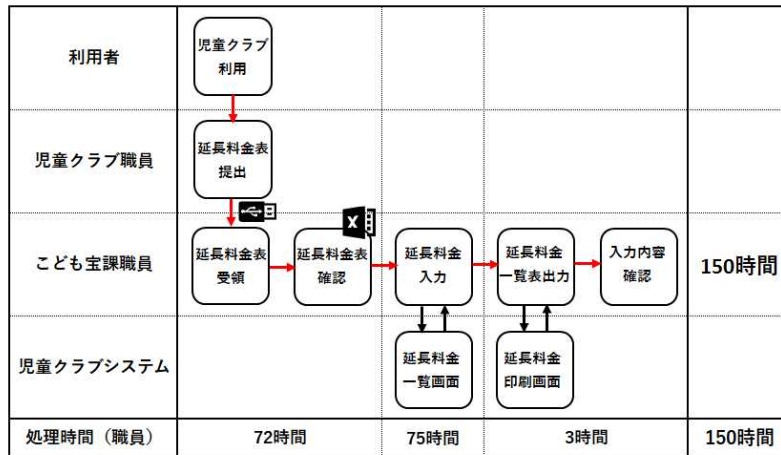 利用者
児童クラブ
利用
児童クラブ職員
延長料金表
提出
こども宝課職員
延長料金表
受領
X
延長料金表
確認
延長料金
入力
延長料金
一覧表出力
入力内容
確認
150時間
児童クラブシステム
延長料金
一覧画面
延長料金
印刷画面
処理時間（職員）
72時間
75時間
3時間
150時間